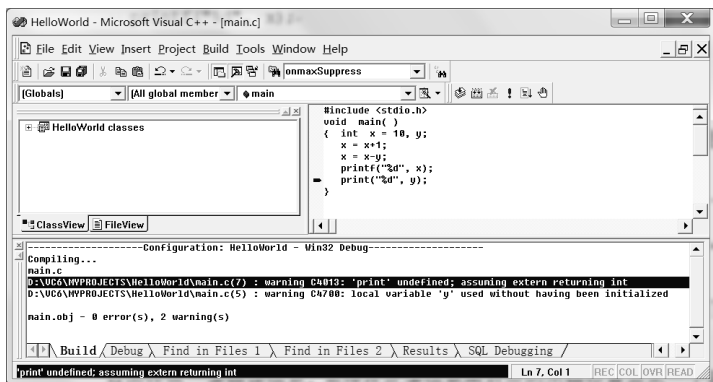 HelloWorld - Microsoft Visual C++ - [main.c]
File Edit View Insert Project Build Tools Window Help
onmaxSuppress
(Globals) [All global member main
HelloWorld classes
ClassView FileView
#include <stdio.h>
void main( )
{ int x = 10, y;
x = x+1;
x = x-y;
printf("%d", x);
print("%d", y);
}
--------------------Configuration: HelloWorld - Win32 Debug--------------------
Compiling...
main.c
D:\VC6\MYPROJECTS\HelloWorld\main.c(7) : warning C4013: 'print' undefined; assuming extern returning int
D:\VC6\MYPROJECTS\HelloWorld\main.c(5) : warning C4700: local variable 'y' used without having been initialized
main.obj - 0 error(s), 2 warning(s)
Build Debug Find in Files 1 Find in Files 2 Results SQL Debugging
'print' undefined; assuming extern returning int Ln 7, Col 1 REC COL OVR READ